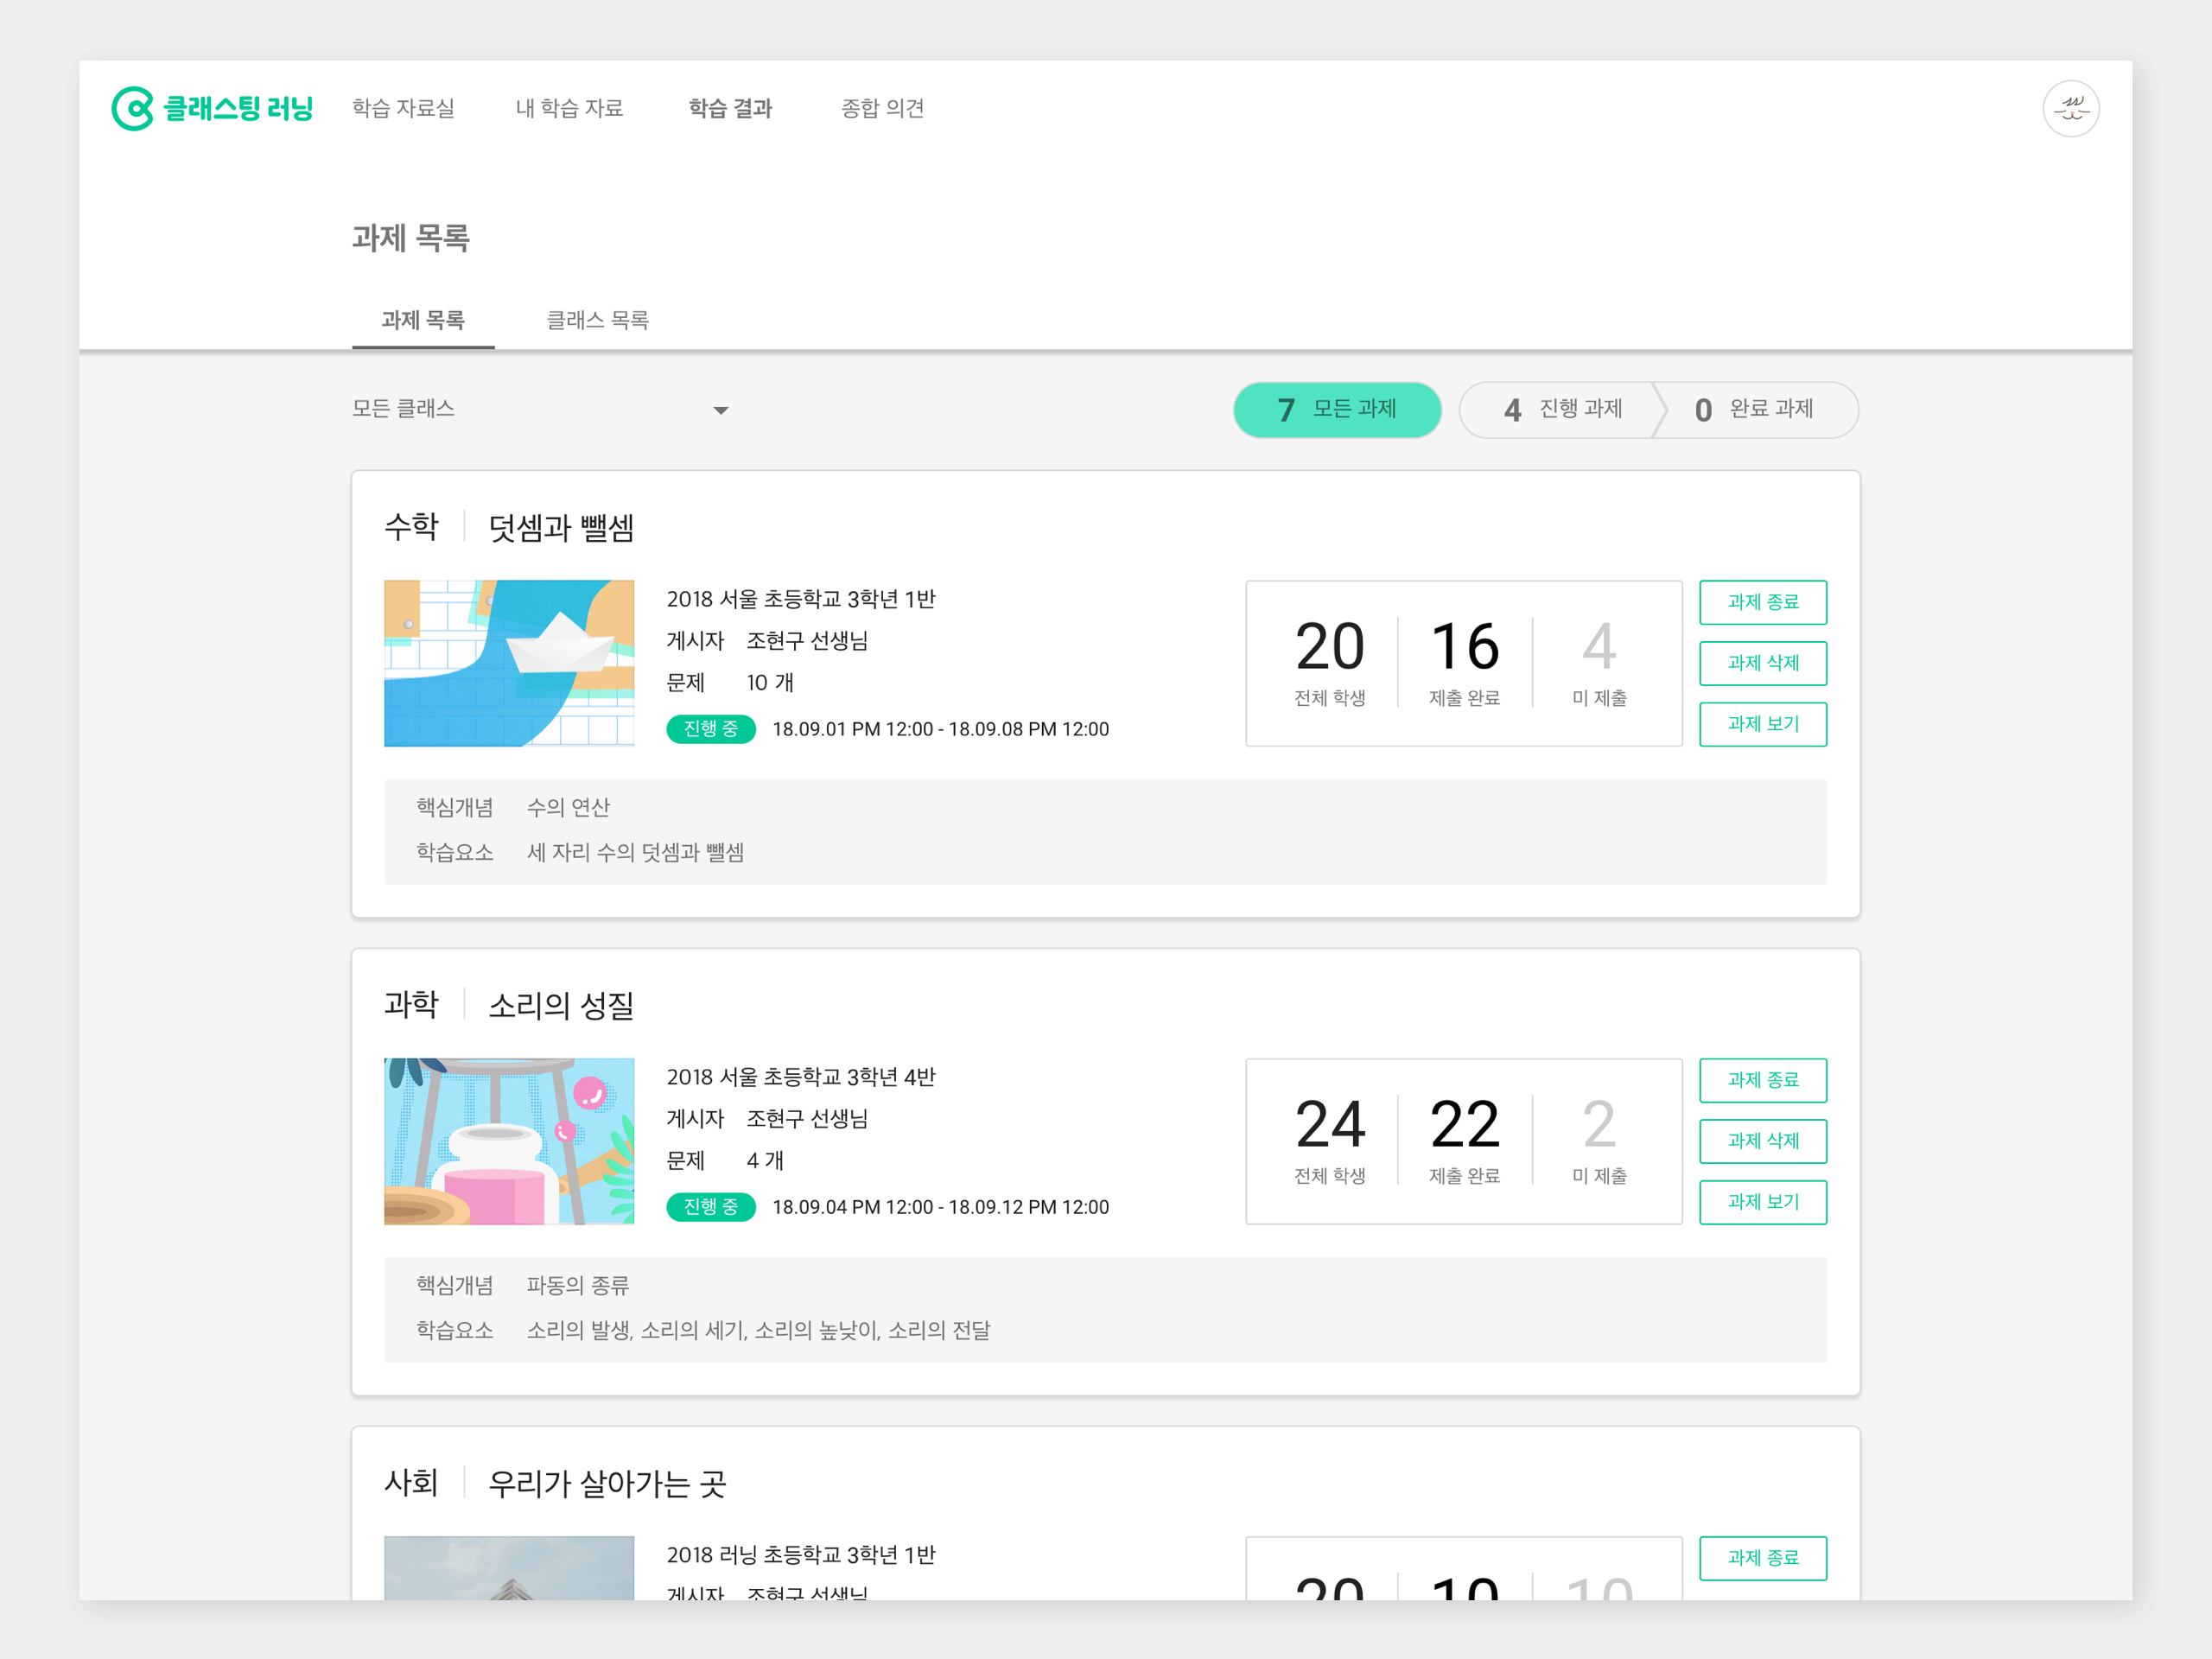 클래스팅 러닝 학습 자료실 내 학습 자료 학습 결과 종합 의견
과제 목록
과제 목록 클래스 목록
모든 클래스 7 모든 과제 4 진행 과제 0 완료 과제
수학 덧셈과 뺄셈
2018 서울 초등학교 3학년 1반
게시자 조현구 선생님
문제 10 개
진행 중 18.09.01 PM 12:00 - 18.09.08 PM 12:00
20 16 4
전체 학생 제출 완료 미 제출
과제 종료
과제 삭제
과제 보기
핵심개념 수의 연산
학습요소 세 자리 수의 덧셈과 뺄셈
과학 소리의 성질
2018 서울 초등학교 3학년 4반
게시자 조현구 선생님
문제 4 개
진행 중 18.09.04 PM 12:00 - 18.09.12 PM 12:00
24 22 2
전체 학생 제출 완료 미 제출
과제 종료
과제 삭제
과제 보기
핵심개념 파동의 종류
학습요소 소리의 발생, 소리의 세기, 소리의 높낮이, 소리의 전달
사회 우리가 살아가는 곳
2018 러닝 초등학교 3학년 1반
게시자 조현구 선생님
20 10 10
과제 종료